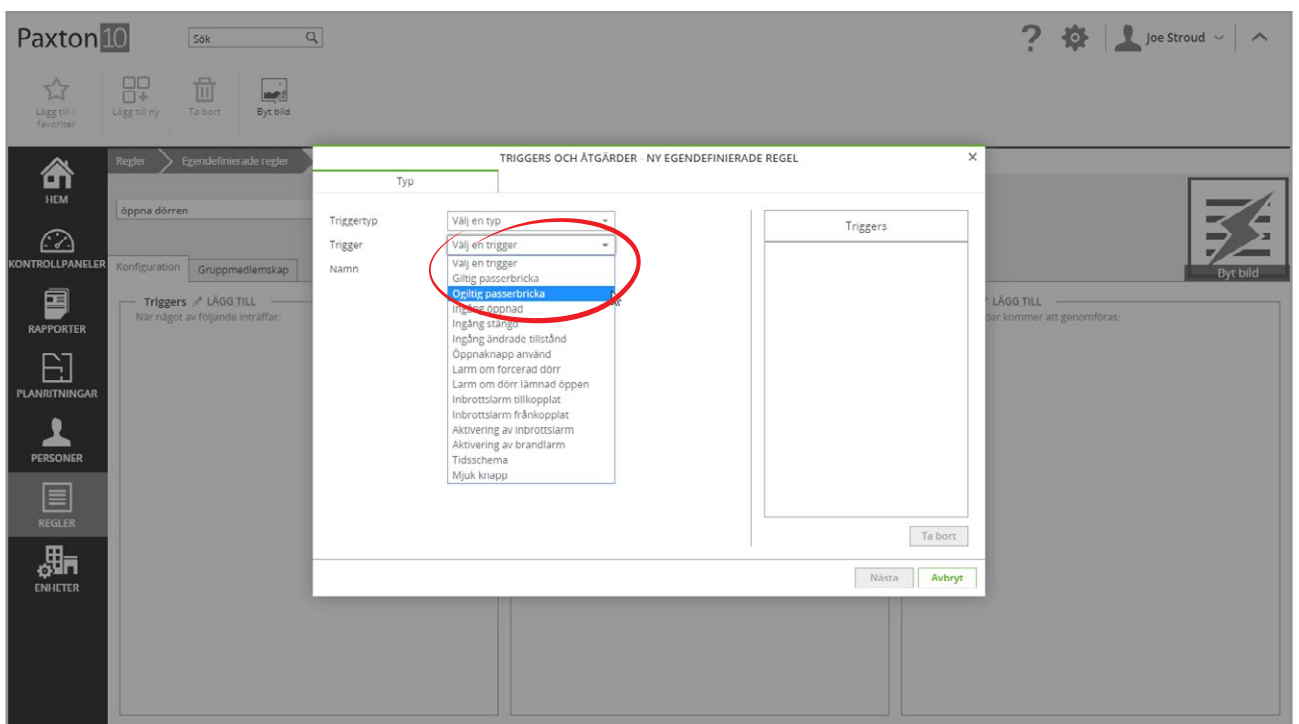 Paxton10
Sök
Joe Stroud
Lägg till i
favoriter
Lägg till ny
Ta bort
Byt bild
HEM
KONTROLLPANELER
RAPPORTER
PLANRITNINGAR
PERSONER
REGLER
ENHETER
Regler
Egendefinierade regler
öppna dörren
Konfiguration
Gruppmedlemskap
Triggers LÄGG TILL
När något av följande inträffar:
TRIGGERS OCH ÅTGÄRDER - NY EGENDEFINIERADE REGEL
Typ
Triggertyp
Välj en typ
Trigger
Välj en trigger
Namn
Välj en trigger
Giltig passerbricka
Ogiltig passerbricka
Ingång öppnad
Ingång stängd
Ingång ändrade tillstånd
Öppnaknapp använd
Larm om forcerad dörr
Larm om dörr lämnad öppen
Inbrottslarm tillkopplat
Inbrottslarm frånkopplat
Aktivering av inbrottslarm
Aktivering av brandlarm
Tidsschema
Mjuk knapp
Triggers
Ta bort
Nästa
Avbryt
Byt bild
LÄGG TILL
der kommer att genomföras: